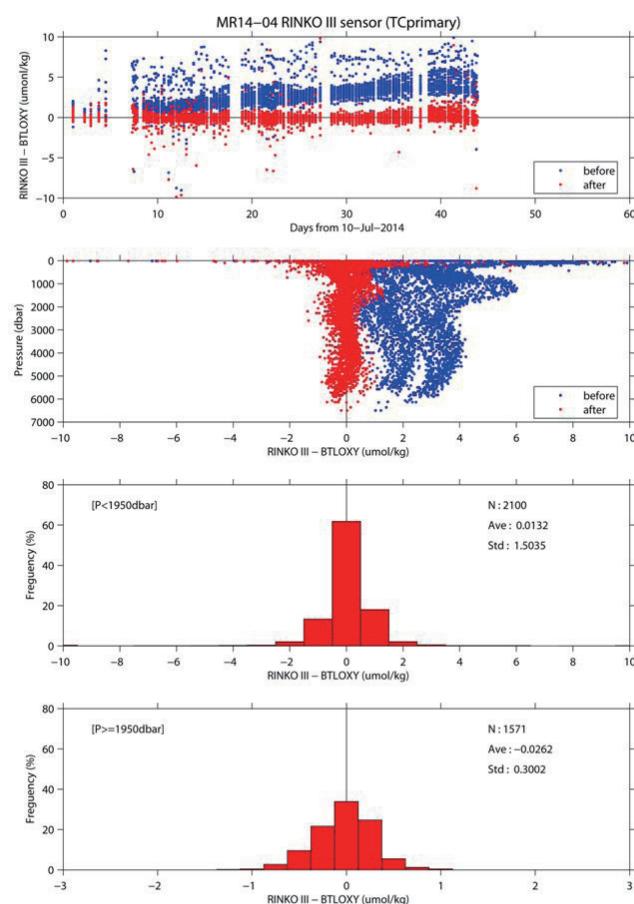 MR14−04 RINKO III sensor (TCprimary)
10
5
0
−5
−10
RINKO III − BTLOXY (umol/kg)
before
after
0 10 20 30 40 50 60
Days from 10−Jul−2014
0
1000
2000
3000
4000
5000
6000
7000
Pressure (dbar)
before
after
−10 −8 −6 −4 −2 0 2 4 6 8 10
RINKO III − BTLOXY (umol/kg)
80
60
40
20
0
Freguency (%)
[P<1950dbar]
N : 2100
Ave : 0.0132
Std : 1.5035
−10 −8 −6 −4 −2 0 2 4 6 8 10
RINKO III − BTLOXY (umol/kg)
80
60
40
20
0
Freguency (%)
[P>=1950dbar]
N : 1571
Ave : −0.0262
Std : 0.3002
−3 −2 −1 0 1 2 3
RINKO III − BTLOXY (umol/kg)